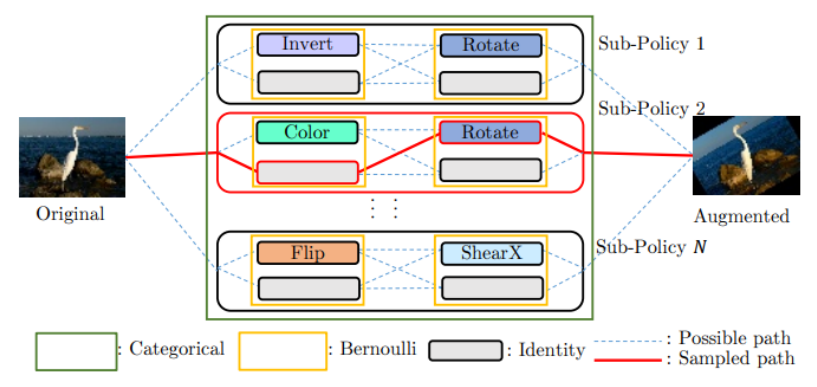 Invert
Rotate
Sub-Policy 1
Sub-Policy 2
Color
Rotate
Original
Augmented
⋮ ⋮
Flip
ShearX
Sub-Policy N
: Categorical
: Bernoulli
: Identity
: Possible path
: Sampled path